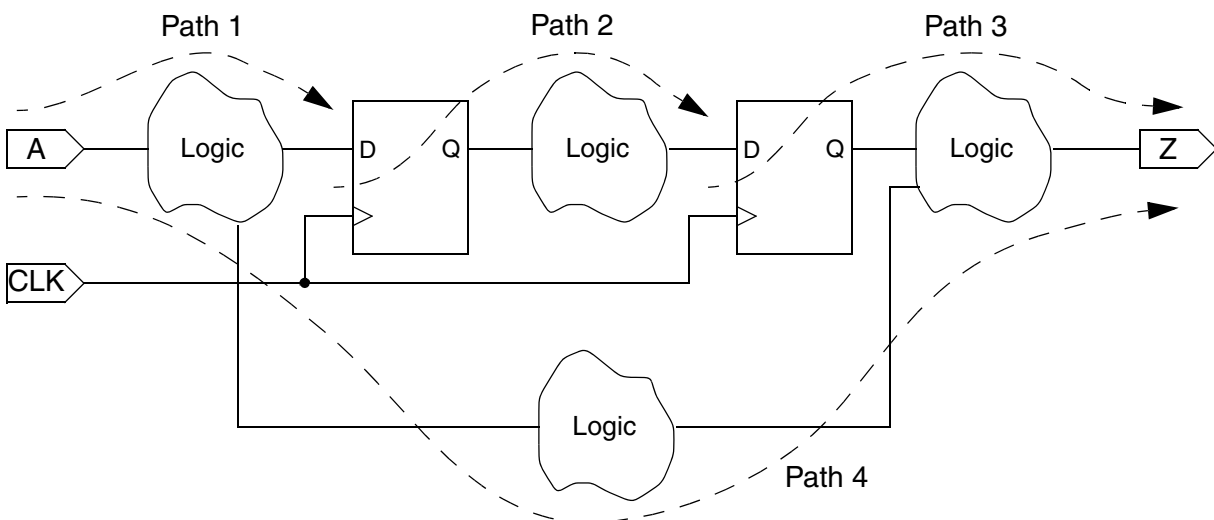 Path 1
Path 2
Path 3
A
Logic
D
Q
Logic
D
Q
Logic
Z
CLK
Logic
Path 4